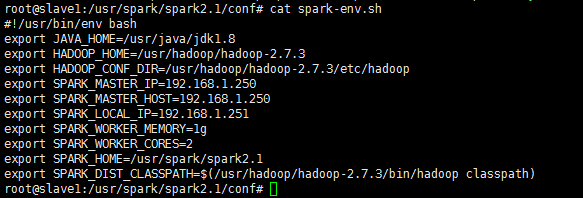 root@slave1:/usr/spark/spark2.1/conf# cat spark-env.sh
#!/usr/bin/env bash
export JAVA_HOME=/usr/java/jdk1.8
export HADOOP_HOME=/usr/hadoop/hadoop-2.7.3
export HADOOP_CONF_DIR=/usr/hadoop/hadoop-2.7.3/etc/hadoop
export SPARK_MASTER_IP=192.168.1.250
export SPARK_MASTER_HOST=192.168.1.250
export SPARK_LOCAL_IP=192.168.1.251
export SPARK_WORKER_MEMORY=1g
export SPARK_WORKER_CORES=2
export SPARK_HOME=/usr/spark/spark2.1
export SPARK_DIST_CLASSPATH=$(/usr/hadoop/hadoop-2.7.3/bin/hadoop classpath)
root@slave1:/usr/spark/spark2.1/conf#